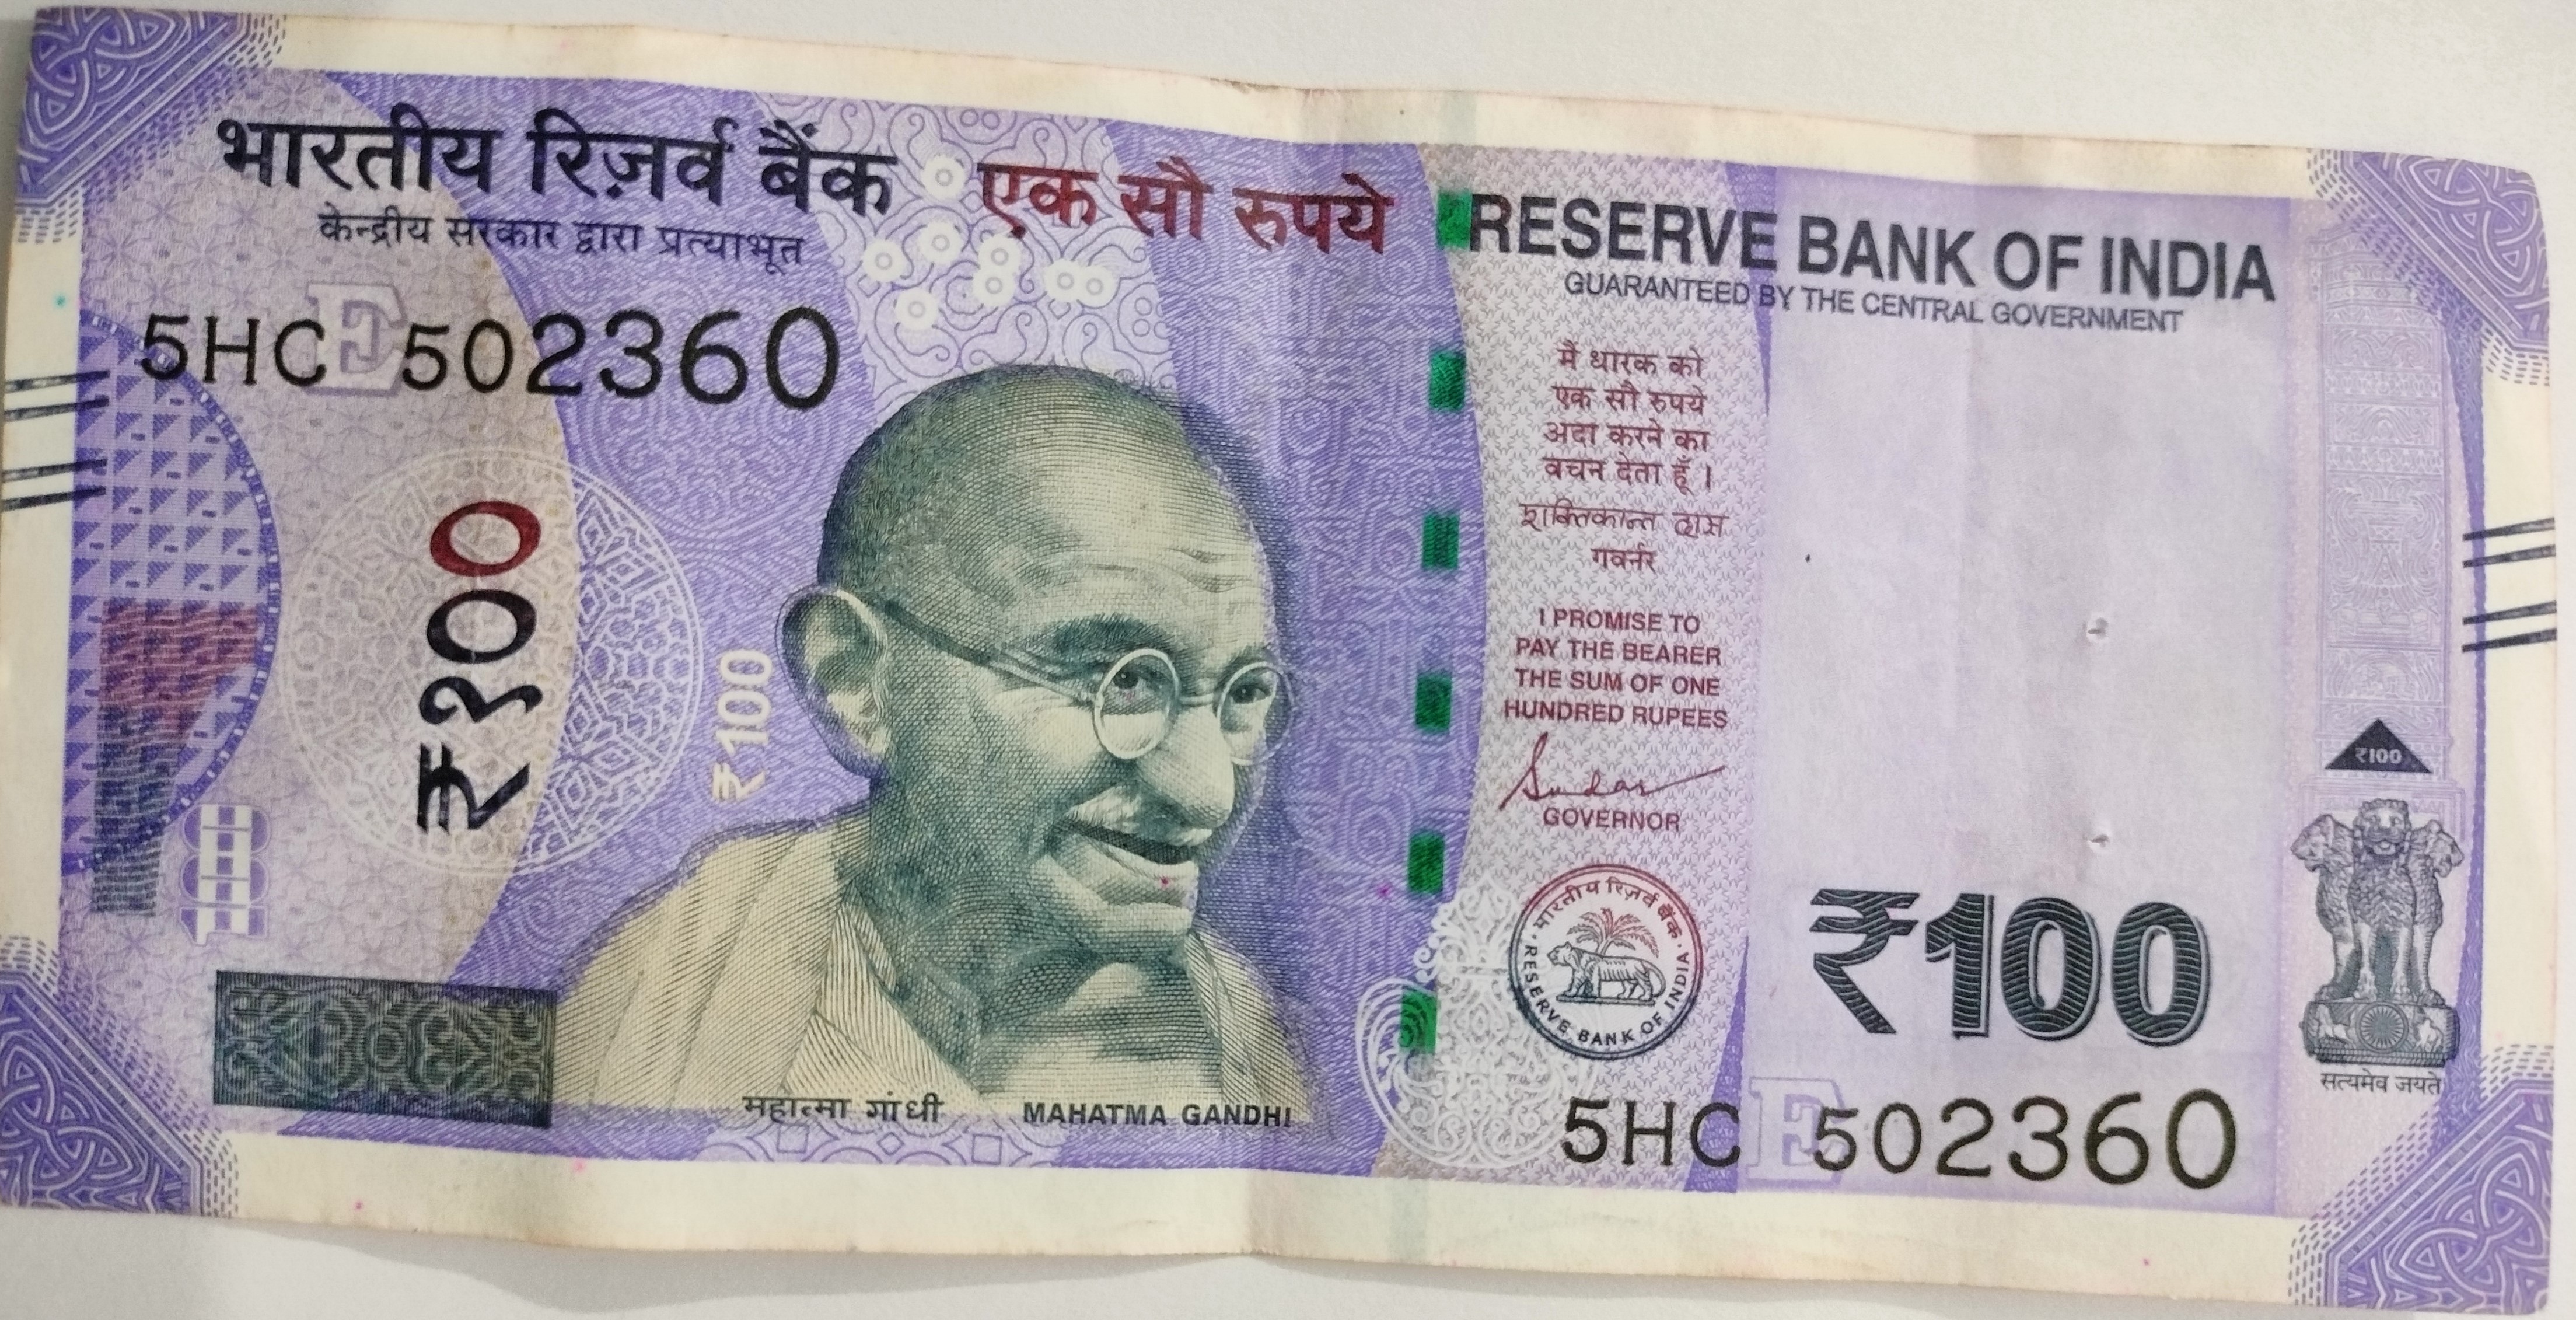 भारतीय रिज़र्व बैंक
केन्द्रीय सरकार द्वारा प्रत्याभूत
एक सौ रुपये
RESERVE BANK OF INDIA
GUARANTEED BY THE CENTRAL GOVERNMENT
E
5HC 502360
₹१००
₹100
100
मैं धारक को
एक सौ रुपये
अदा करने का
वचन देता हूँ ।
शक्तिकान्त दास
गवर्नर
I PROMISE TO
PAY THE BEARER
THE SUM OF ONE
HUNDRED RUPEES
GOVERNOR
भारतीय रिज़र्व बैंक
RESERVE BANK OF INDIA
₹100
₹100
सत्यमेव जयते
महात्मा गांधी
MAHATMA GANDHI
E
5HC 502360